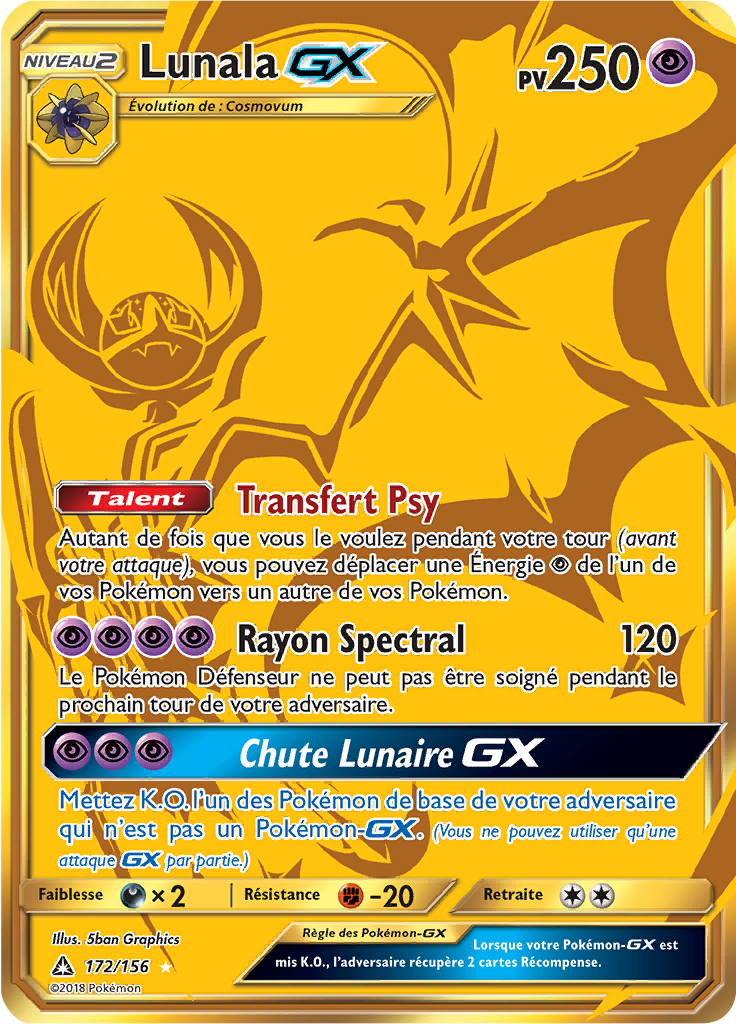 NIVEAU2 Lunala GX PV250
Évolution de : Cosmovum
Talent Transfert Psy
Autant de fois que vous le voulez pendant votre tour (avant
votre attaque), vous pouvez déplacer une Énergie de l'un de
vos Pokémon vers un autre de vos Pokémon.
Rayon Spectral 120
Le Pokémon Défenseur ne peut pas être soigné pendant le
prochain tour de votre adversaire.
Chute Lunaire GX
Mettez K.O. l'un des Pokémon de base de votre adversaire
qui n'est pas un Pokémon-GX. (Vous ne pouvez utiliser qu'une
attaque GX par partie.)
Faiblesse ×2 Résistance -20 Retraite
Illus. 5ban Graphics
172/156
©2018 Pokémon
Règle des Pokémon-GX
Lorsque votre Pokémon-GX est
mis K.O., l'adversaire récupère 2 cartes Récompense.